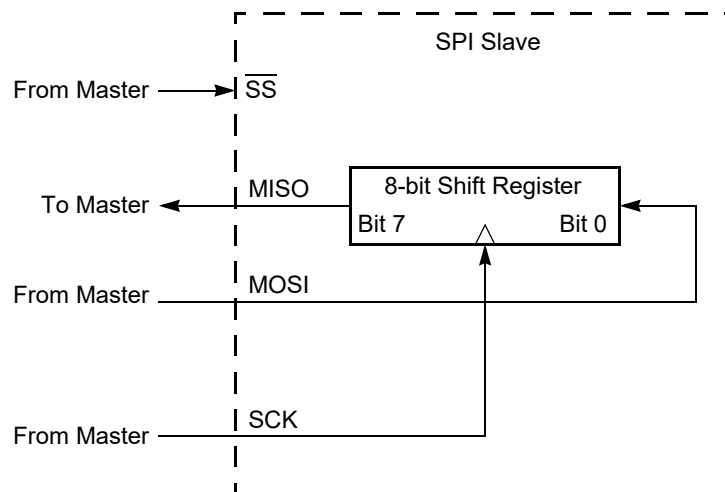 SPI Slave
From Master
S̅S̅
To Master
MISO
8-bit Shift Register
Bit 7
Bit 0
From Master
MOSI
From Master
SCK